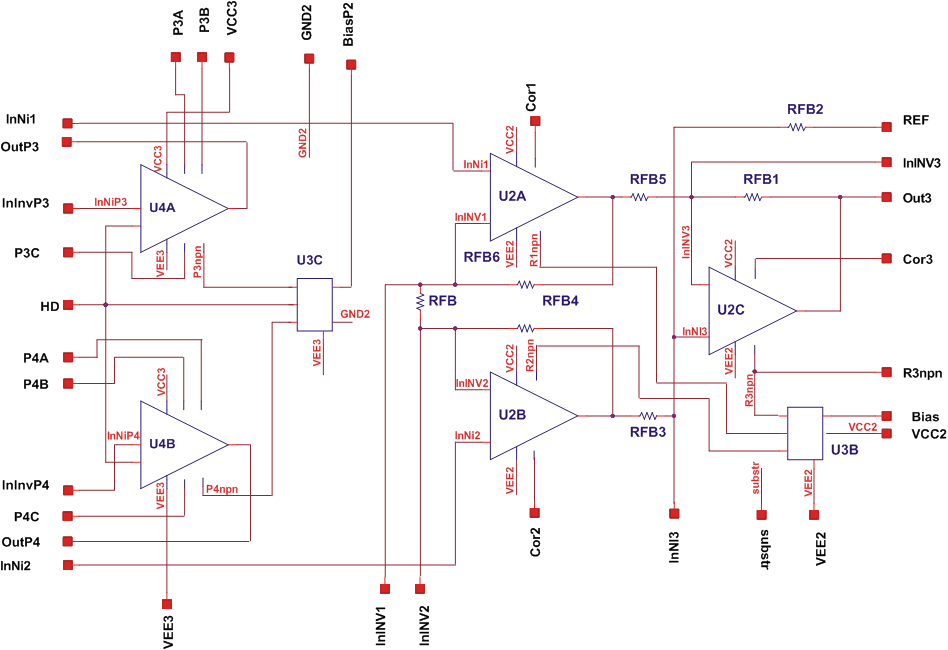 P3A
P3B
VCC3
GND2
BiasP2
InNi1
OutP3
InInvP3
P3C
HD
P4A
P4B
InInvP4
P4C
OutP4
InNi2
VEE3
VCC3
InNiP3
U4A
VEE3
P3npn
GND2
U3C
GND2
VEE3
VCC3
InNiP4
U4B
VEE3
P4npn
Cor1
VCC2
InNi1
U2A
InINV1
VEE2
R1npn
RFB6
RFB
RFB4
RFB5
RFB1
RFB2
REF
InINV3
Out3
Cor3
InINV3
VCC2
U2C
InNI3
VEE2
R3npn
R3npn
VCC2
R2npn
InINV2
U2B
InNi2
VEE2
RFB3
Bias
VCC2
VCC2
U3B
VEE2
substr
InINV1
InINV2
Cor2
InNI3
subsr
VEE2